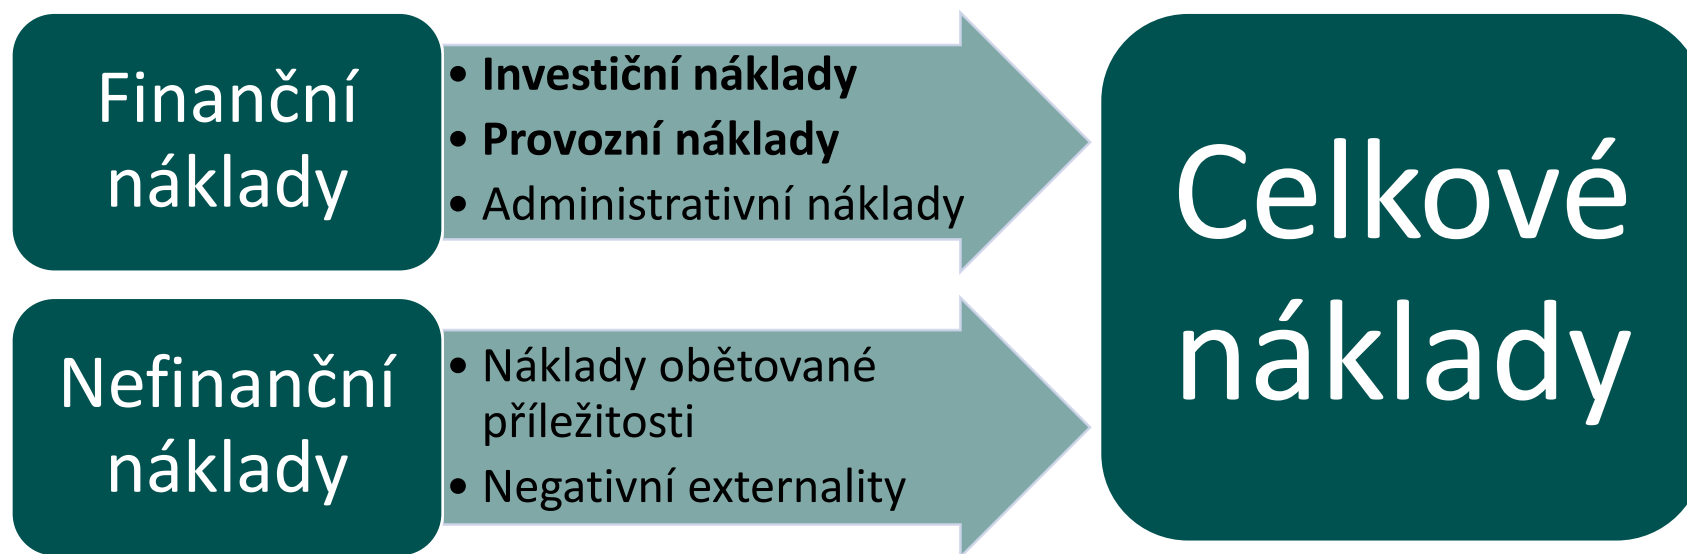 Finanční
náklady
• Investiční náklady
• Provozní náklady
• Administrativní náklady
Nefinanční
náklady
• Náklady obětované
příležitosti
• Negativní externality
Celkové
náklady